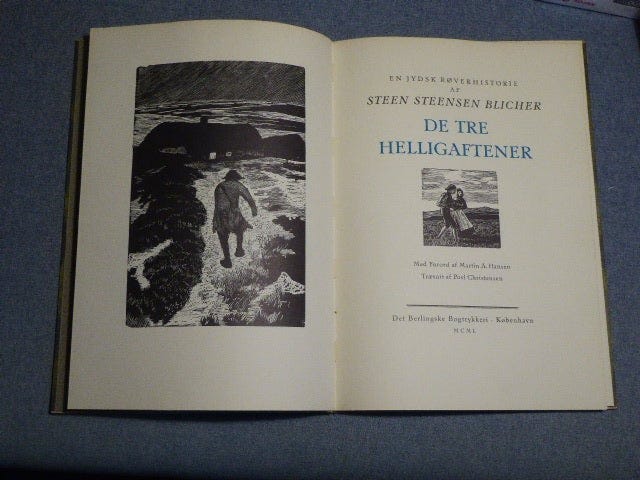 EN JYDSK RØVERHISTORIE
AF
STEEN STEENSEN BLICHER
DE TRE
HELLIGAFTENER
Med Forord af Martin A. Hansen
Træsnit af Povl Christensen
Det Berlingske Bogtrykkeri · København
MCML